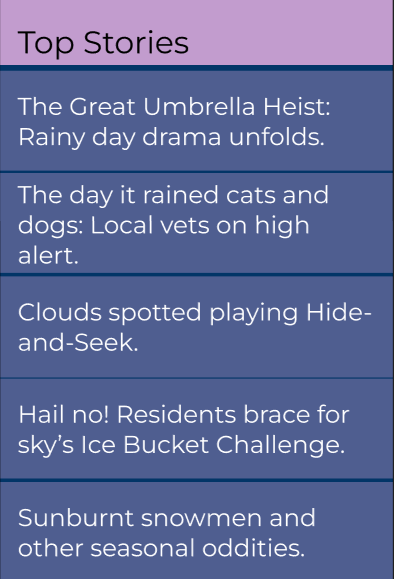 Top Stories
The Great Umbrella Heist:
Rainy day drama unfolds.
The day it rained cats and
dogs: Local vets on high
alert.
Clouds spotted playing Hide-
and-Seek.
Hail no! Residents brace for
sky’s Ice Bucket Challenge.
Sunburnt snowmen and
other seasonal oddities.